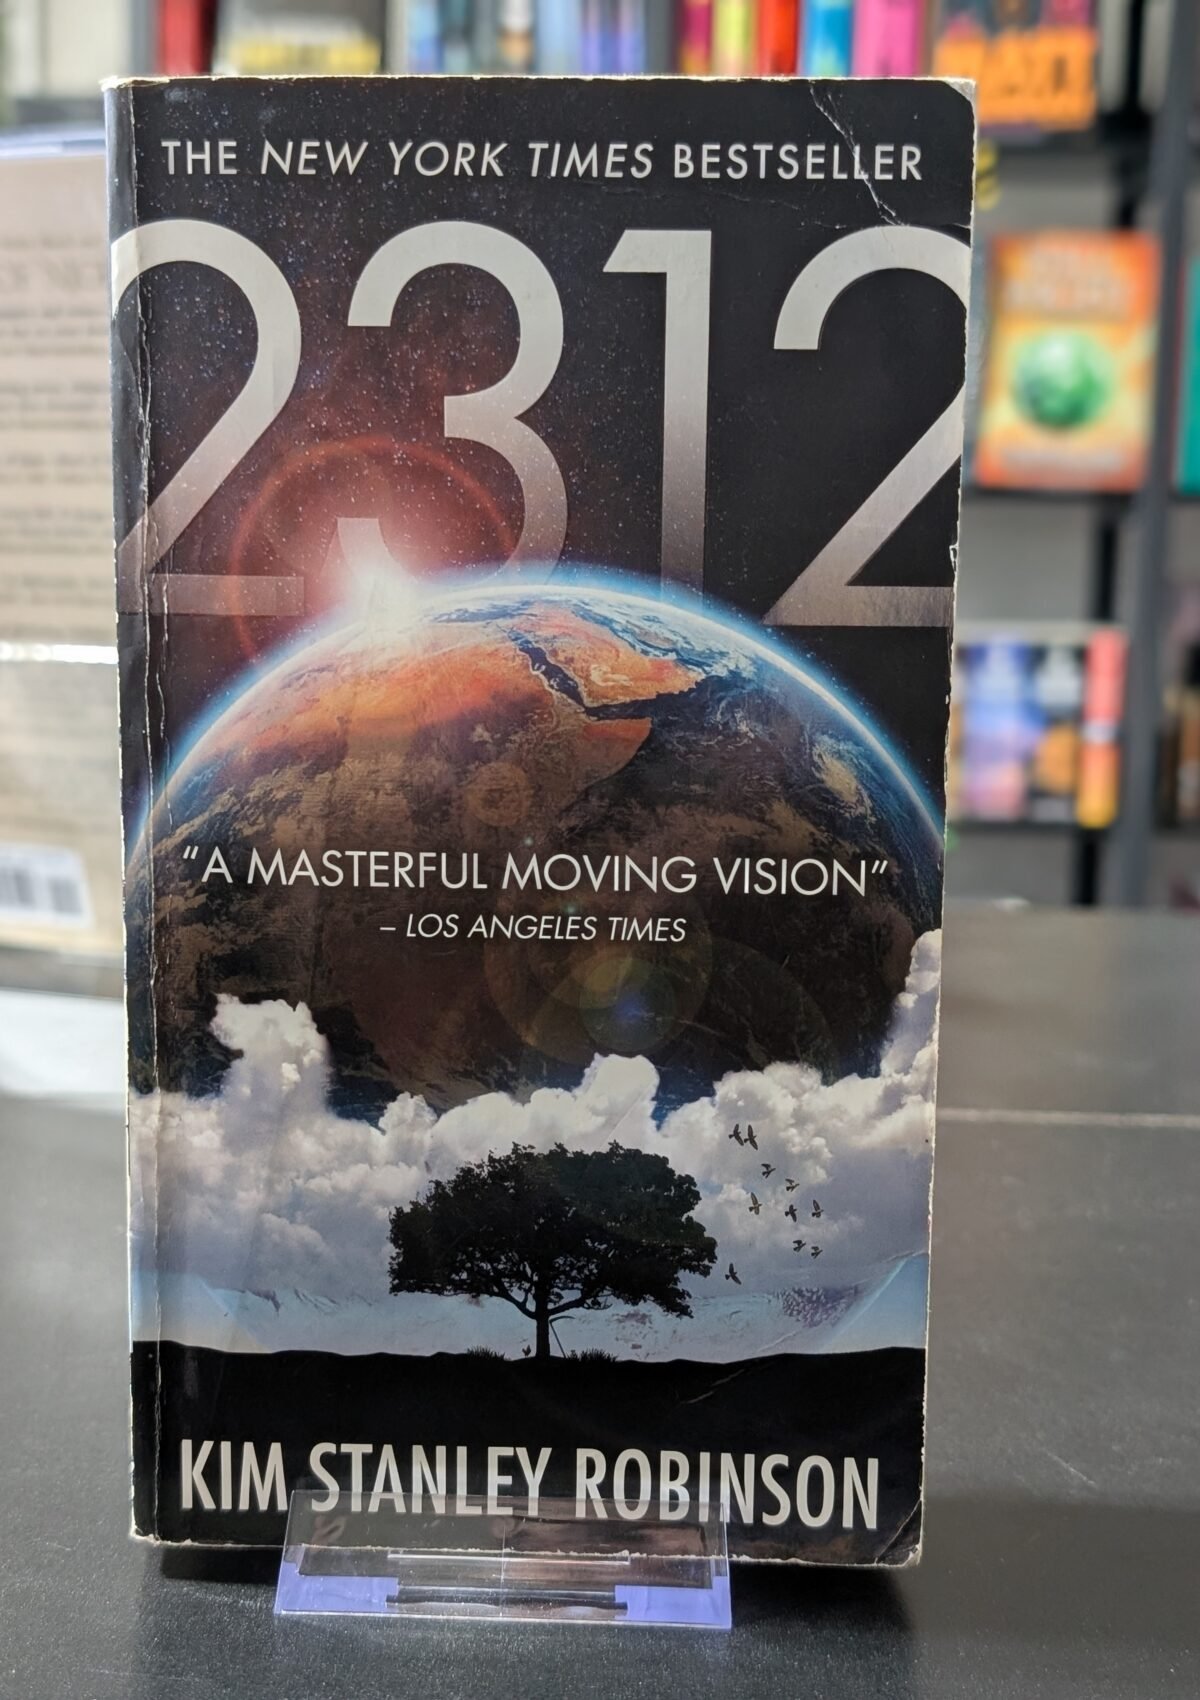 THE NEW YORK TIMES BESTSELLER
2312
“A MASTERFUL MOVING VISION”
– LOS ANGELES TIMES
KIM STANLEY ROBINSON